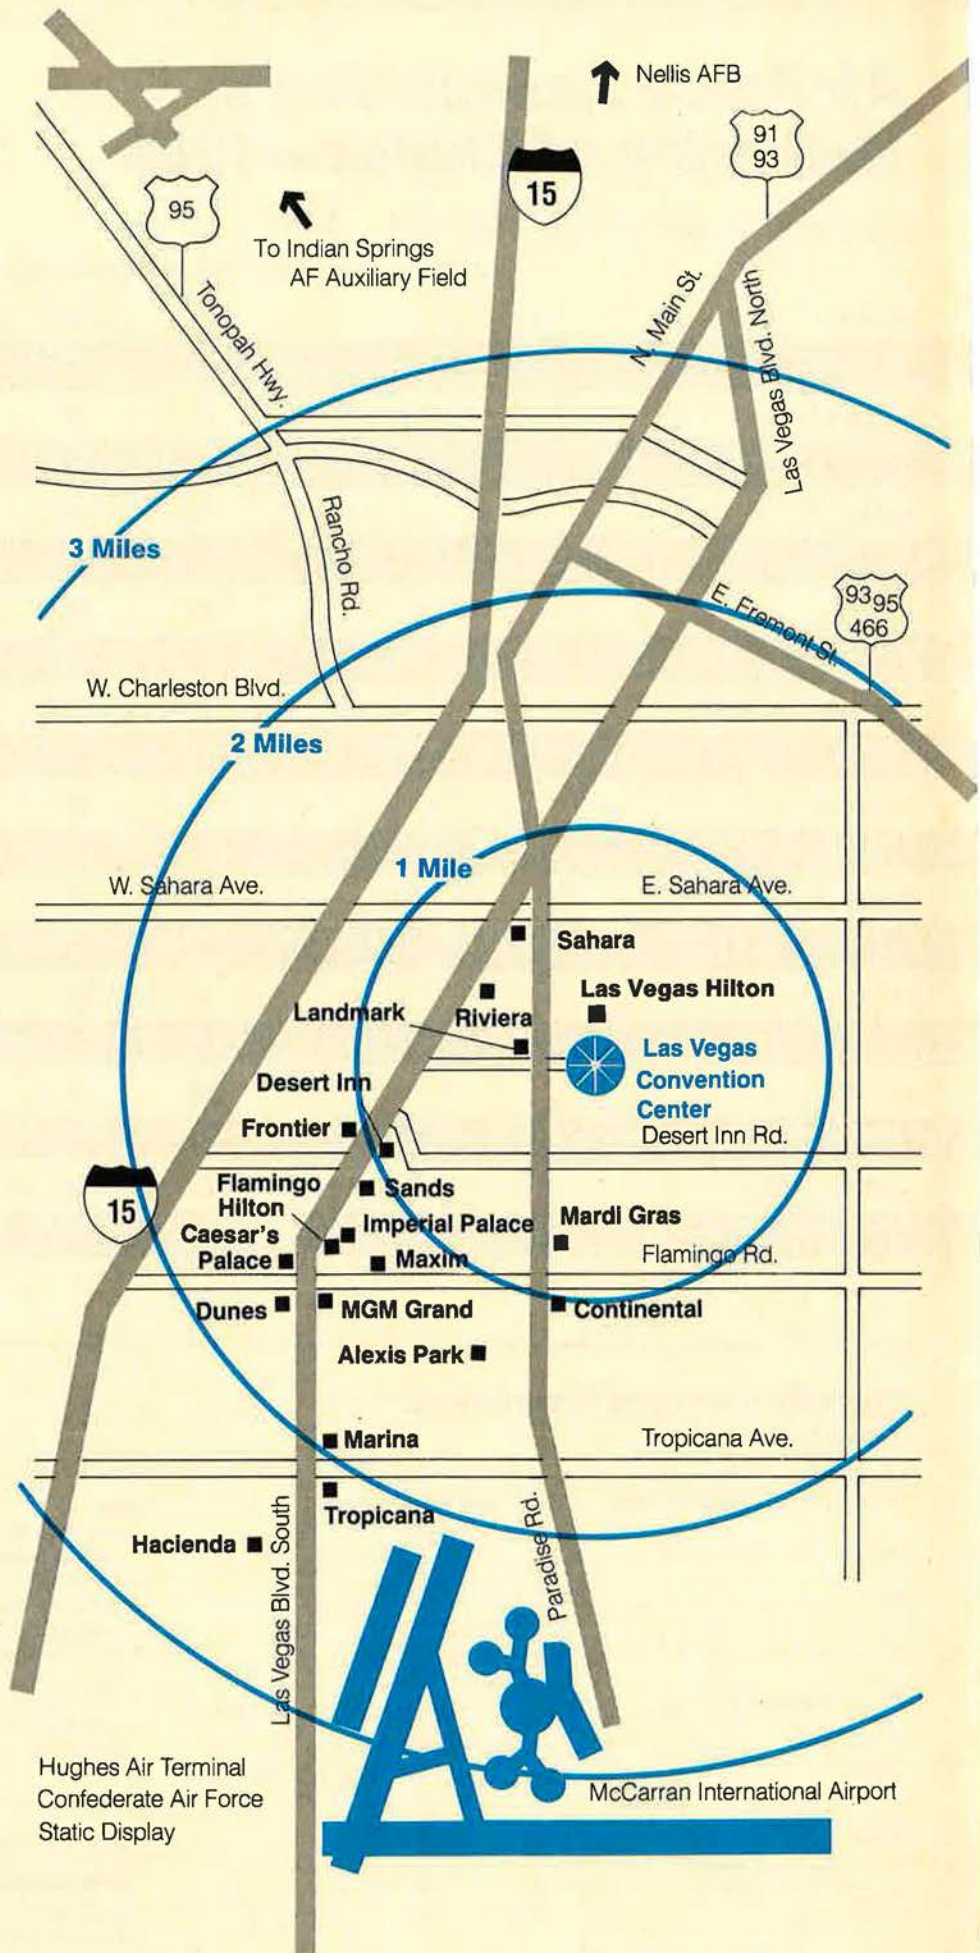 Nellis AFB
91
93
15
95
To Indian Springs
AF Auxiliary Field
Tonopah Hwy.
N. Main St.
Las Vegas Blvd. North
Rancho Rd.
3 Miles
E. Fremont St.
93 95
466
W. Charleston Blvd.
2 Miles
1 Mile
W. Sahara Ave.
E. Sahara Ave.
Sahara
Las Vegas Hilton
Landmark
Riviera
Las Vegas
Convention
Center
Desert Inn
Frontier
Desert Inn Rd.
15
Flamingo
Hilton
Sands
Caesar's
Palace
Imperial Palace
Mardi Gras
Maxim
Flamingo Rd.
Dunes
MGM Grand
Continental
Alexis Park
Marina
Tropicana Ave.
Tropicana
Hacienda
Las Vegas Blvd. South
Paradise Rd.
Hughes Air Terminal
Confederate Air Force
Static Display
McCarran International Airport